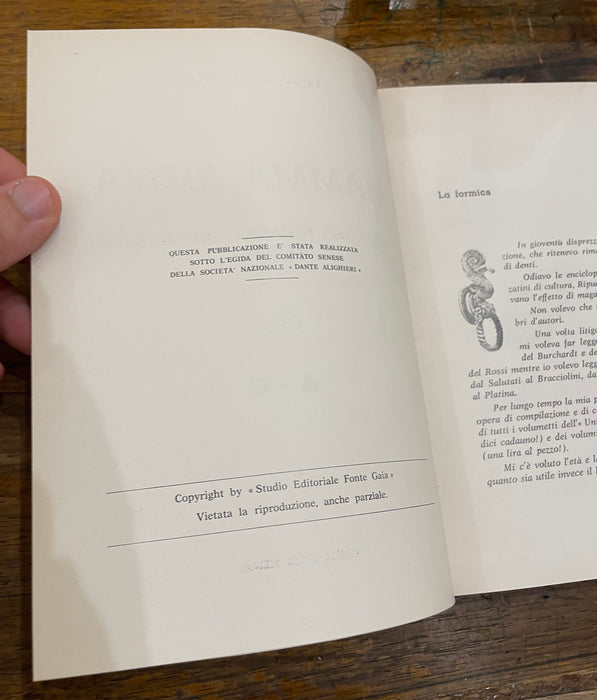 QUESTA PUBBLICAZIONE E' STATA REALIZZATA
SOTTO L'EGIDA DEL COMITATO SENESE
DELLA SOCIETA' NAZIONALE « DANTE ALIGHIERI »
Copyright by « Studio Editoriale Fonte Gaia »
Vietata la riproduzione, anche parziale.
La formica
In gioventù disprez
zione, che ritenevo rim
di denti.
Odiavo le enciclop
zatini di cultura, Ripu
vano l'effetto di maga
Non volevo che
bri d'autori.
Una volta litig
mi voleva far legg
del Burchardt e de
del Rossi mentre io volevo legg
dal Salutati al Bracciolini, da
al Platina.
Per lungo tempo la mia p
opera di compilazione e di c
di tutti i volumetti dell'« Un
dici cadauno!) e dei volum
(una lira al pezzo!).
Mi c'è voluto l'età e l
quanto sia utile invece il l